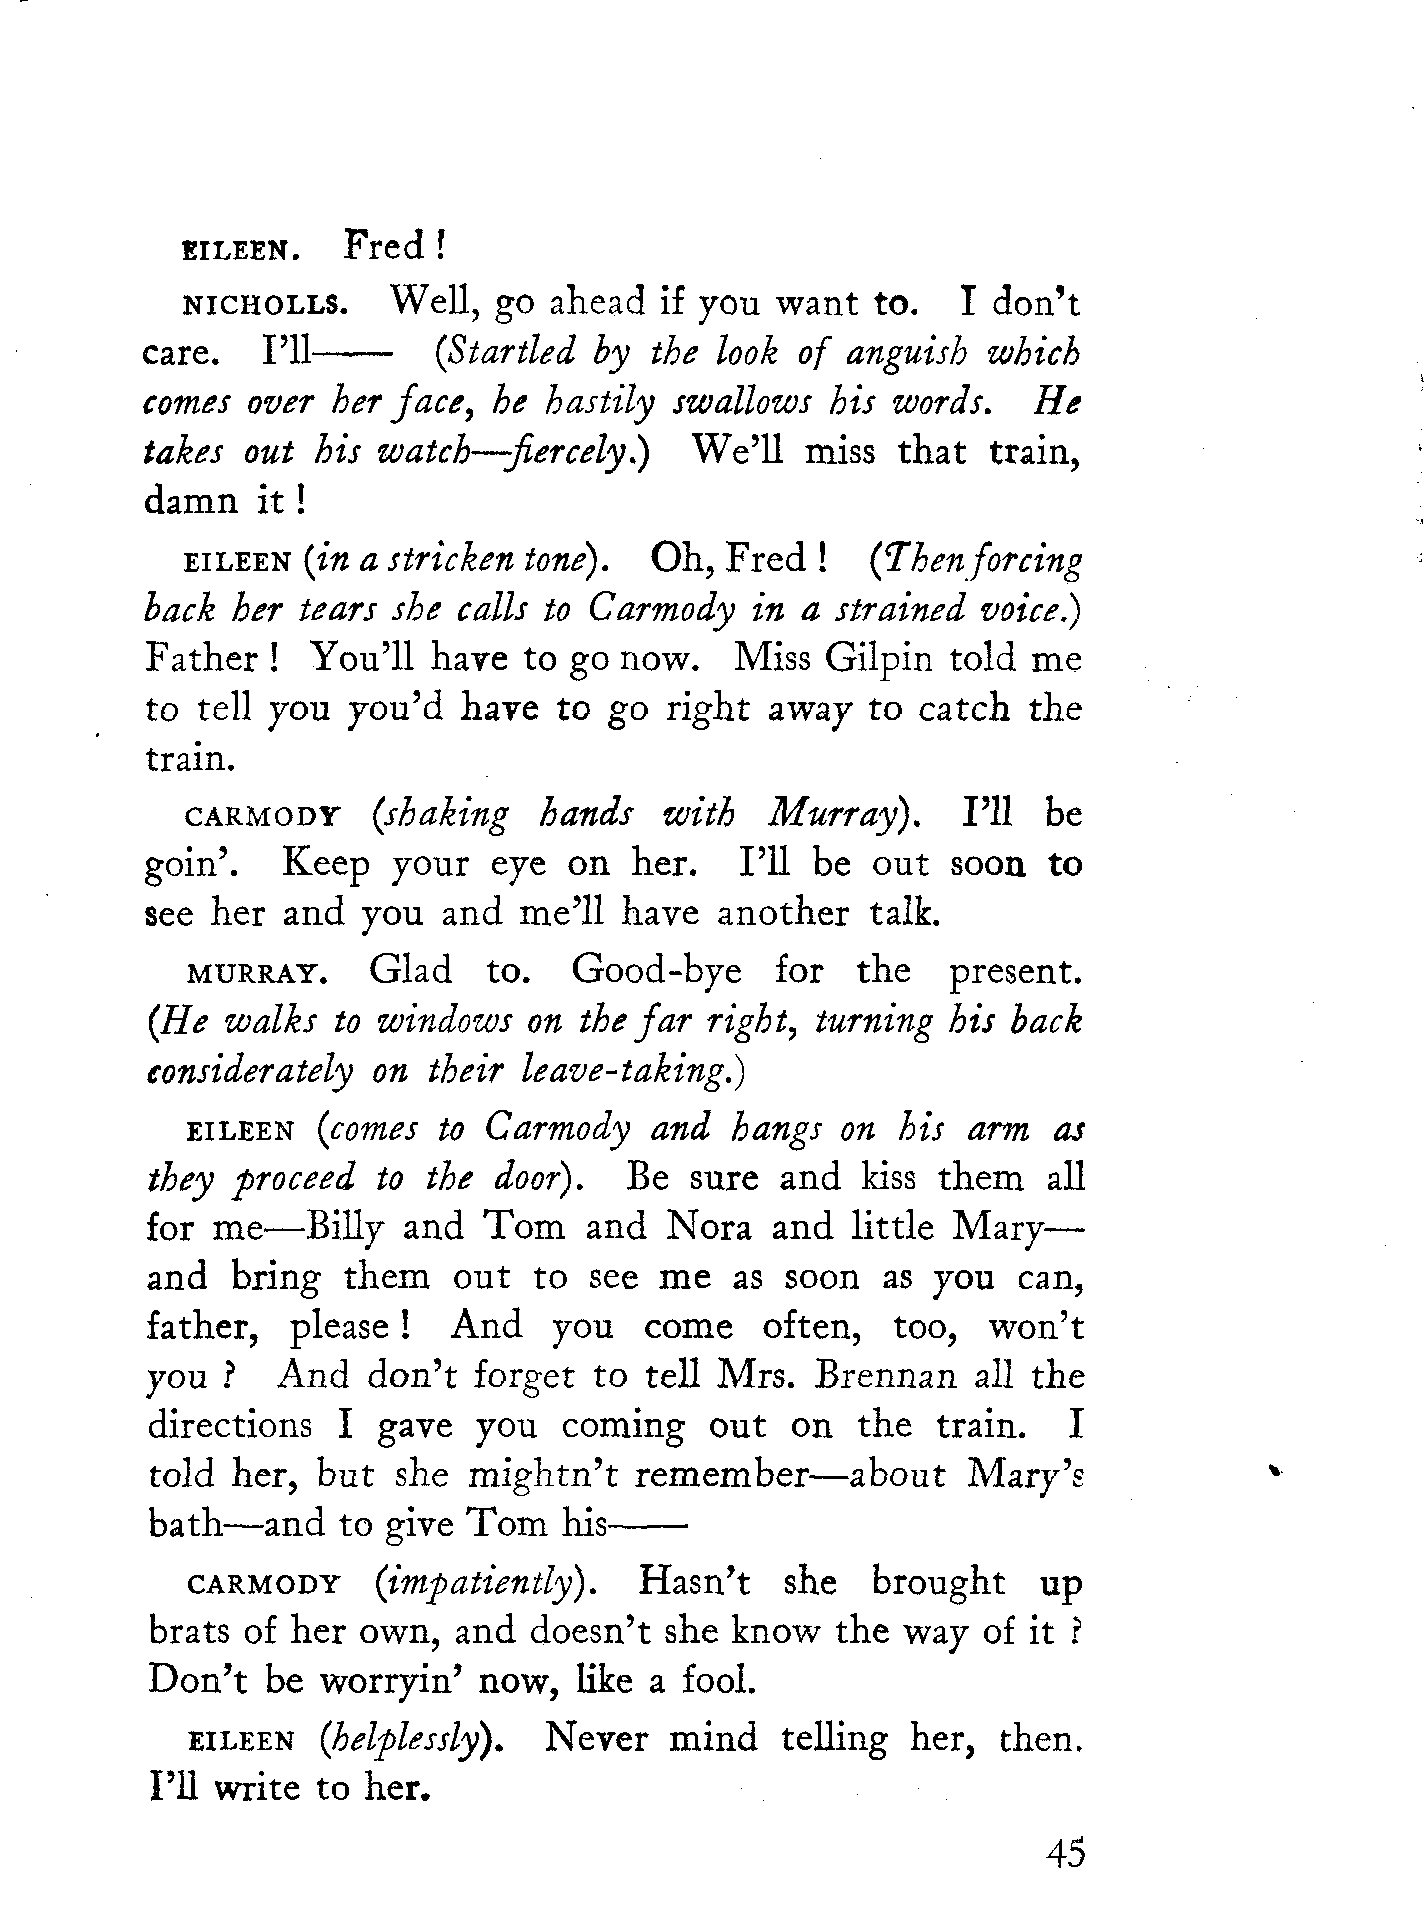 EILEEN. Fred !
NICHOLLS. Well, go ahead if you want to. I don't
care. I'll—— (Startled by the look of anguish which
comes over her face, he hastily swallows his words. He
takes out his watch—fiercely.) We'll miss that train,
damn it !
EILEEN (in a stricken tone). Oh, Fred ! (Then forcing
back her tears she calls to Carmody in a strained voice.)
Father ! You'll have to go now. Miss Gilpin told me
to tell you you'd have to go right away to catch the
train.
CARMODY (shaking hands with Murray). I'll be
goin'. Keep your eye on her. I'll be out soon to
see her and you and me'll have another talk.
MURRAY. Glad to. Good-bye for the present.
(He walks to windows on the far right, turning his back
considerately on their leave-taking.)
EILEEN (comes to Carmody and hangs on his arm as
they proceed to the door). Be sure and kiss them all
for me—Billy and Tom and Nora and little Mary—
and bring them out to see me as soon as you can,
father, please ! And you come often, too, won't
you ? And don't forget to tell Mrs. Brennan all the
directions I gave you coming out on the train. I
told her, but she mightn't remember—about Mary's
bath—and to give Tom his——
CARMODY (impatiently). Hasn't she brought up
brats of her own, and doesn't she know the way of it ?
Don't be worryin' now, like a fool.
EILEEN (helplessly). Never mind telling her, then.
I'll write to her.
45